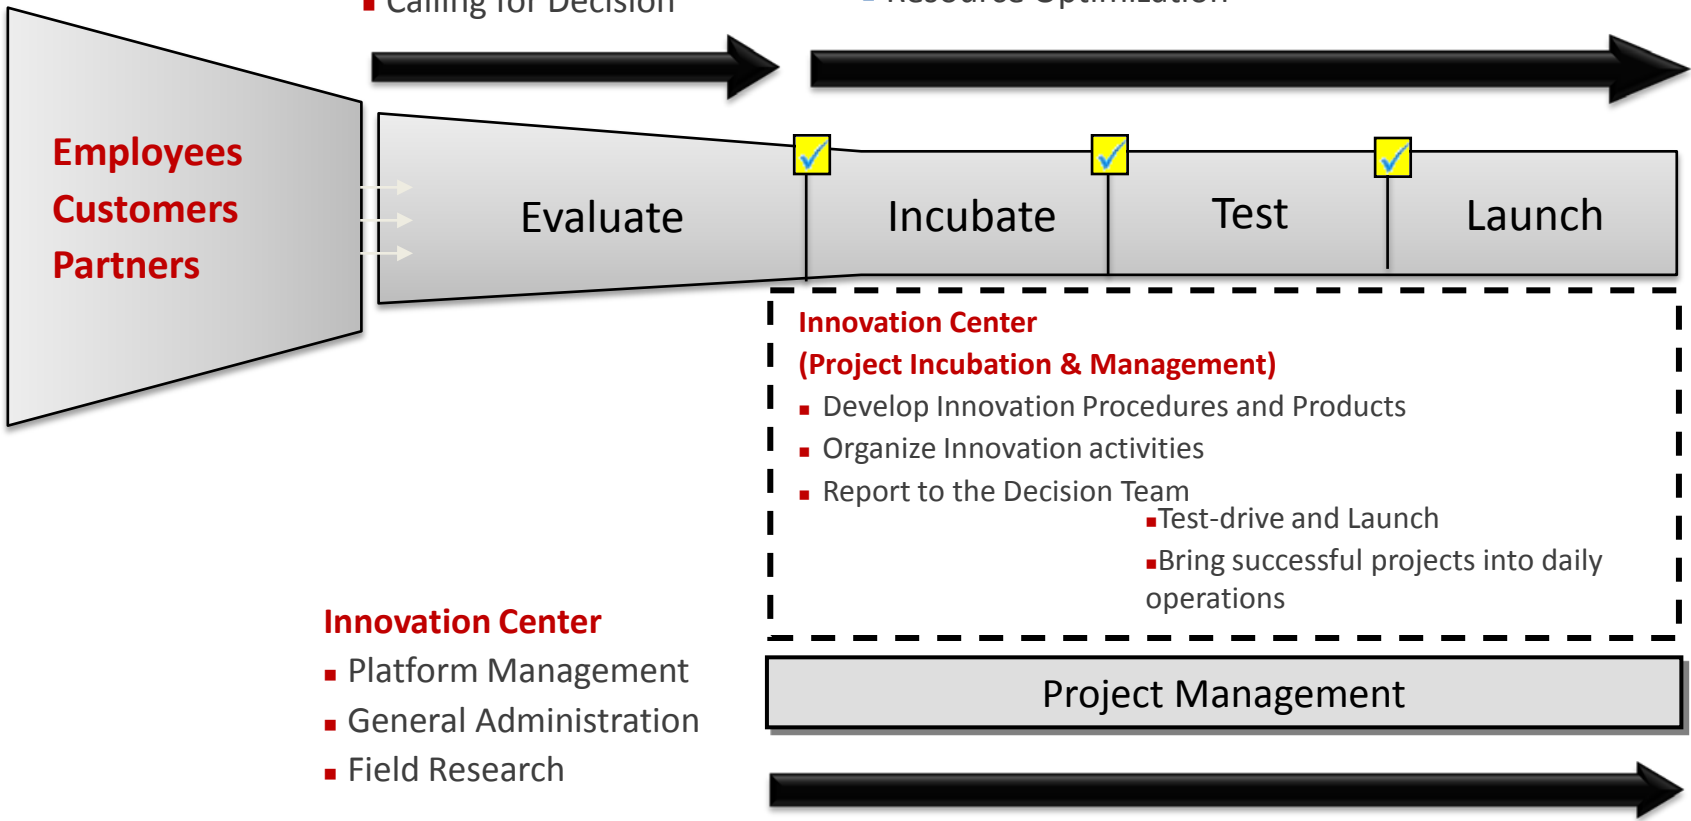 Calling for Decision
Resource Optimization
Employees
Customers
Partners
Evaluate
Incubate
Test
Launch
Innovation Center
(Project Incubation & Management)
Develop Innovation Procedures and Products
Organize Innovation activities
Report to the Decision Team
Test-drive and Launch
Bring successful projects into daily
operations
Innovation Center
Platform Management
General Administration
Field Research
Project Management